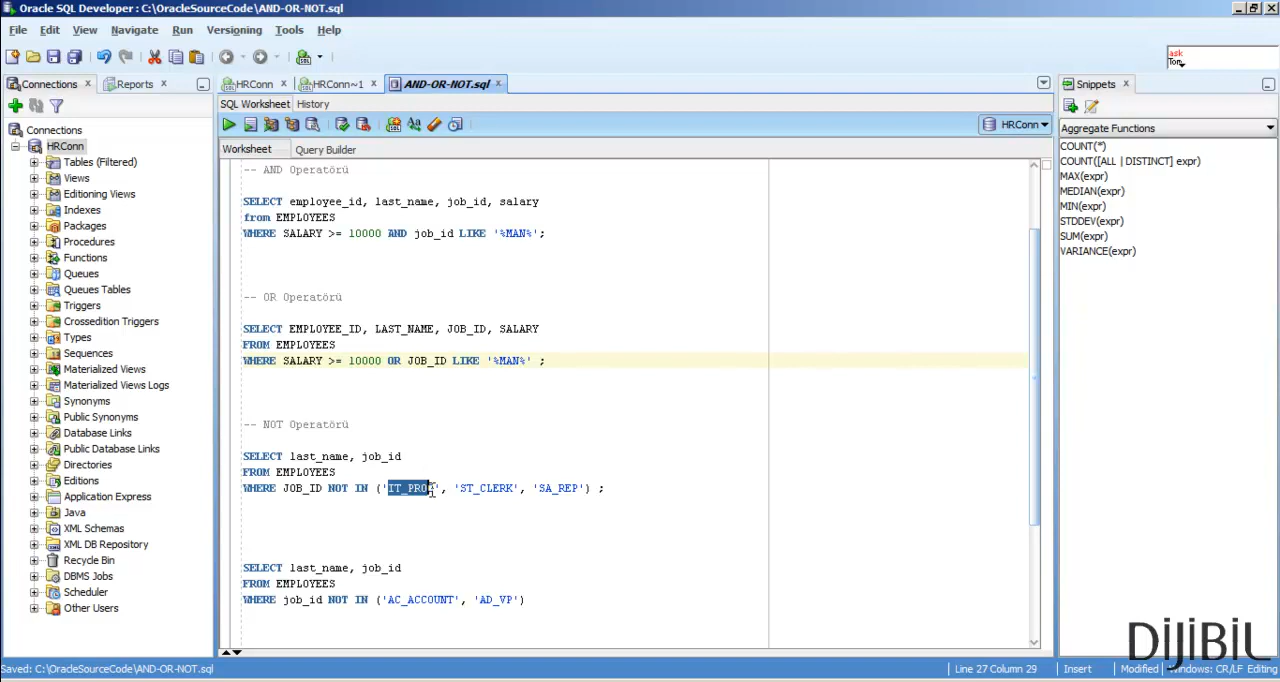 Oracle SQL Developer : C:\OracleSourceCode\AND-OR-NOT.sql
File Edit View Navigate Run Versioning Tools Help
ask
Tom
Connections Reports HRConn HRConn~1 AND-OR-NOT.sql Snippets
SQL Worksheet History
HRConn
Aggregate Functions
Worksheet Query Builder
Connections
HRConn
Tables (Filtered)
Views
Editioning Views
Indexes
Packages
Procedures
Functions
Queues
Queues Tables
Triggers
Crossedition Triggers
Types
Sequences
Materialized Views
Materialized Views Logs
Synonyms
Public Synonyms
Database Links
Public Database Links
Directories
Editions
Application Express
Java
XML Schemas
XML DB Repository
Recycle Bin
DBMS Jobs
Scheduler
Other Users
-- AND Operatörü
SELECT employee_id, last_name, job_id, salary
from EMPLOYEES
WHERE SALARY >= 10000 AND job_id LIKE '%MAN%';
-- OR Operatörü
SELECT EMPLOYEE_ID, LAST_NAME, JOB_ID, SALARY
FROM EMPLOYEES
WHERE SALARY >= 10000 OR JOB_ID LIKE '%MAN%' ;
-- NOT Operatörü
SELECT last_name, job_id
FROM EMPLOYEES
WHERE JOB_ID NOT IN ('IT_PROG', 'ST_CLERK', 'SA_REP') ;
SELECT last_name, job_id
FROM EMPLOYEES
WHERE job_id NOT IN ('AC_ACCOUNT', 'AD_VP')
COUNT(*)
COUNT([ALL | DISTINCT] expr)
MAX(expr)
MEDIAN(expr)
MIN(expr)
STDDEV(expr)
SUM(expr)
VARIANCE(expr)
DijiBiL
Saved: C:\OracleSourceCode\AND-OR-NOT.sql
Line 27 Column 29 Insert Modified Windows: CR/LF Editing